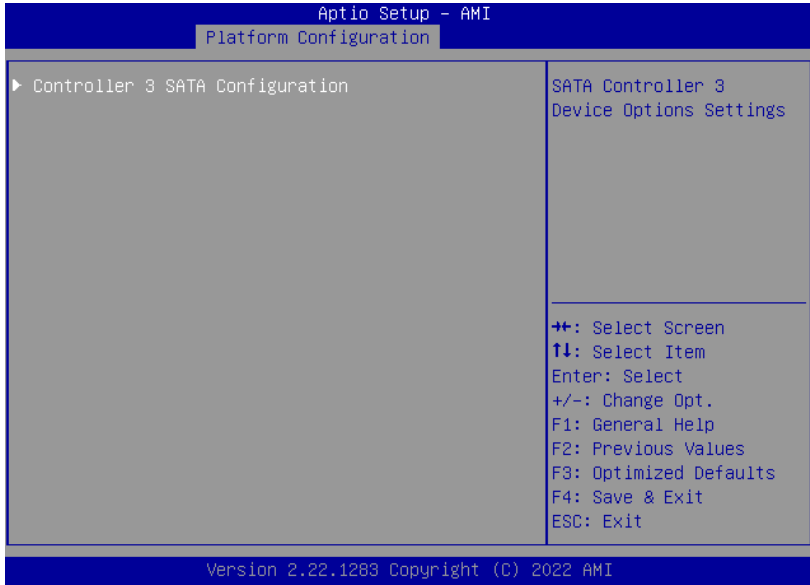 Aptio Setup – AMI
Platform Configuration
▶ Controller 3 SATA Configuration
SATA Controller 3
Device Options Settings
→←: Select Screen
↑↓: Select Item
Enter: Select
+/-: Change Opt.
F1: General Help
F2: Previous Values
F3: Optimized Defaults
F4: Save & Exit
ESC: Exit
Version 2.22.1283 Copyright (C) 2022 AMI